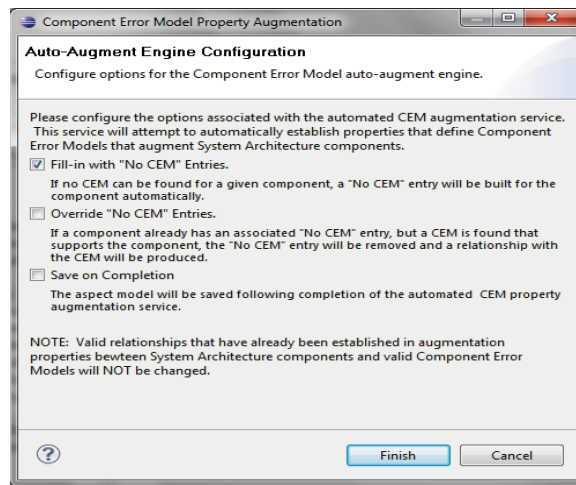 Component Error Model Property Augmentation
Auto-Augment Engine Configuration
Configure options for the Component Error Model auto-augment engine.
Please configure the options associated with the automated CEM augmentation service.
This service will attempt to automatically establish properties that define Component
Error Models that augment System Architecture components.
Fill-in with "No CEM" Entries.
If no CEM can be found for a given component, a "No CEM" entry will be built for the
component automatically.
Override "No CEM" Entries.
If a component already has an associated "No CEM" entry, but a CEM is found that
supports the component, the "No CEM" entry will be removed and a relationship with
the CEM will be produced.
Save on Completion
The aspect model will be saved following completion of the automated CEM property
augmentation service.
NOTE: Valid relationships that have already been established in augmentation
properties bewteen System Architecture components and valid Component Error
Models will NOT be changed.
?
Finish
Cancel